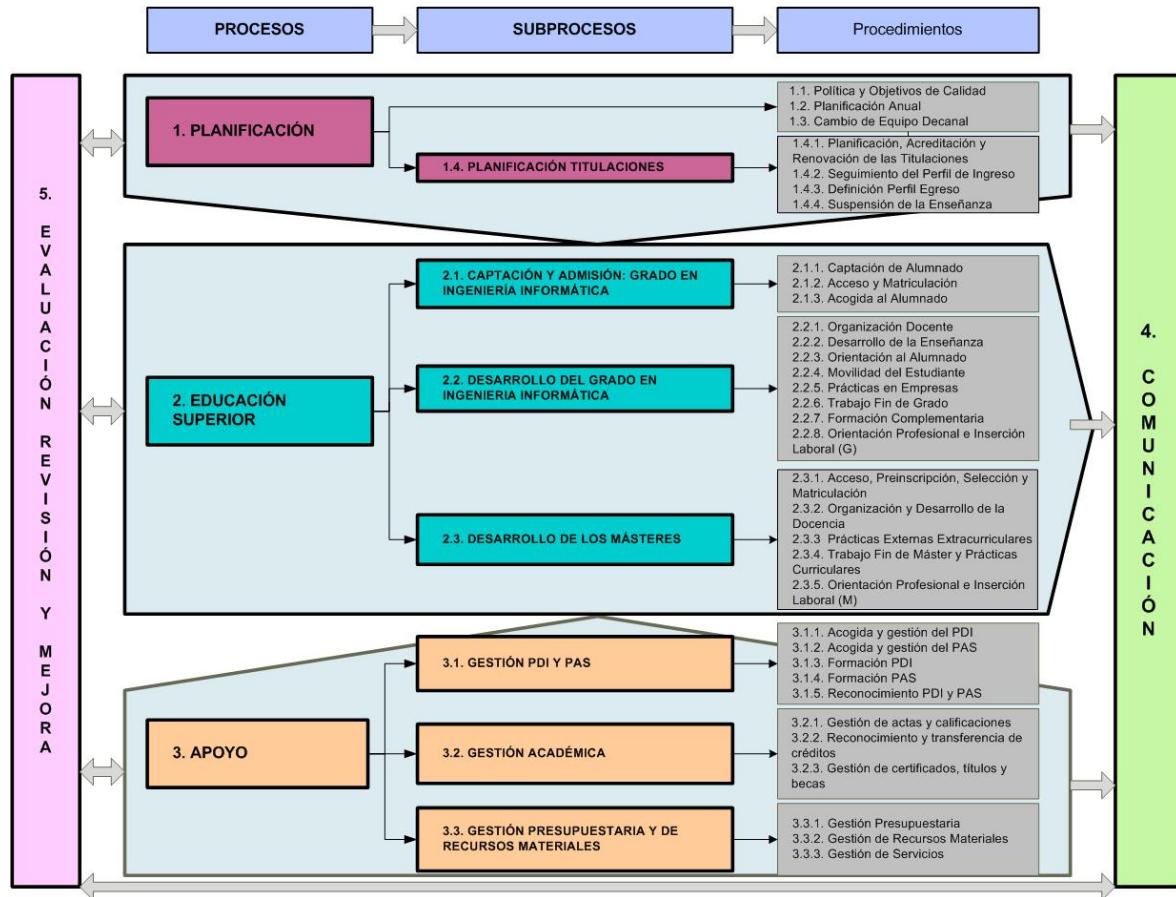 PROCESOS
SUBPROCESOS
Procedimientos
5.
EVALUACIÓN REVISIÓN Y MEJORA
1. PLANIFICACIÓN
1.1. Política y Objetivos de Calidad
1.2. Planificación Anual
1.3. Cambio de Equipo Decanal
1.4. PLANIFICACIÓN TITULACIONES
1.4.1. Planificación, Acreditación y
Renovación de las Titulaciones
1.4.2. Seguimiento del Perfil de Ingreso
1.4.3. Definición Perfil Egreso
1.4.4. Suspensión de la Enseñanza
2. EDUCACIÓN
SUPERIOR
2.1. CAPTACIÓN Y ADMISIÓN: GRADO EN
INGENIERÍA INFORMÁTICA
2.1.1. Captación de Alumnado
2.1.2. Acceso y Matriculación
2.1.3. Acogida al Alumnado
2.2. DESARROLLO DEL GRADO EN
INGENIERIA INFORMÁTICA
2.2.1. Organización Docente
2.2.2. Desarrollo de la Enseñanza
2.2.3. Orientación al Alumnado
2.2.4. Movilidad del Estudiante
2.2.5. Prácticas en Empresas
2.2.6. Trabajo Fin de Grado
2.2.7. Formación Complementaria
2.2.8. Orientación Profesional e Inserción
Laboral (G)
2.3. DESARROLLO DE LOS MÁSTERES
2.3.1. Acceso, Preinscripción, Selección y
Matriculación
2.3.2. Organización y Desarrollo de la
Docencia
2.3.3 Prácticas Externas Extracurriculares
2.3.4. Trabajo Fin de Máster y Prácticas
Curriculares
2.3.5. Orientación Profesional e Inserción
Laboral (M)
3. APOYO
3.1. GESTIÓN PDI Y PAS
3.1.1. Acogida y gestión del PDI
3.1.2. Acogida y gestión del PAS
3.1.3. Formación PDI
3.1.4. Formación PAS
3.1.5. Reconocimiento PDI y PAS
3.2. GESTIÓN ACADÉMICA
3.2.1. Gestión de actas y calificaciones
3.2.2. Reconocimiento y transferencia de
créditos
3.2.3. Gestión de certificados, títulos y
becas
3.3. GESTIÓN PRESUPUESTARIA Y DE
RECURSOS MATERIALES
3.3.1. Gestión Presupuestaria
3.3.2. Gestión de Recursos Materiales
3.3.3. Gestión de Servicios
4.
COMUNICACIÓN